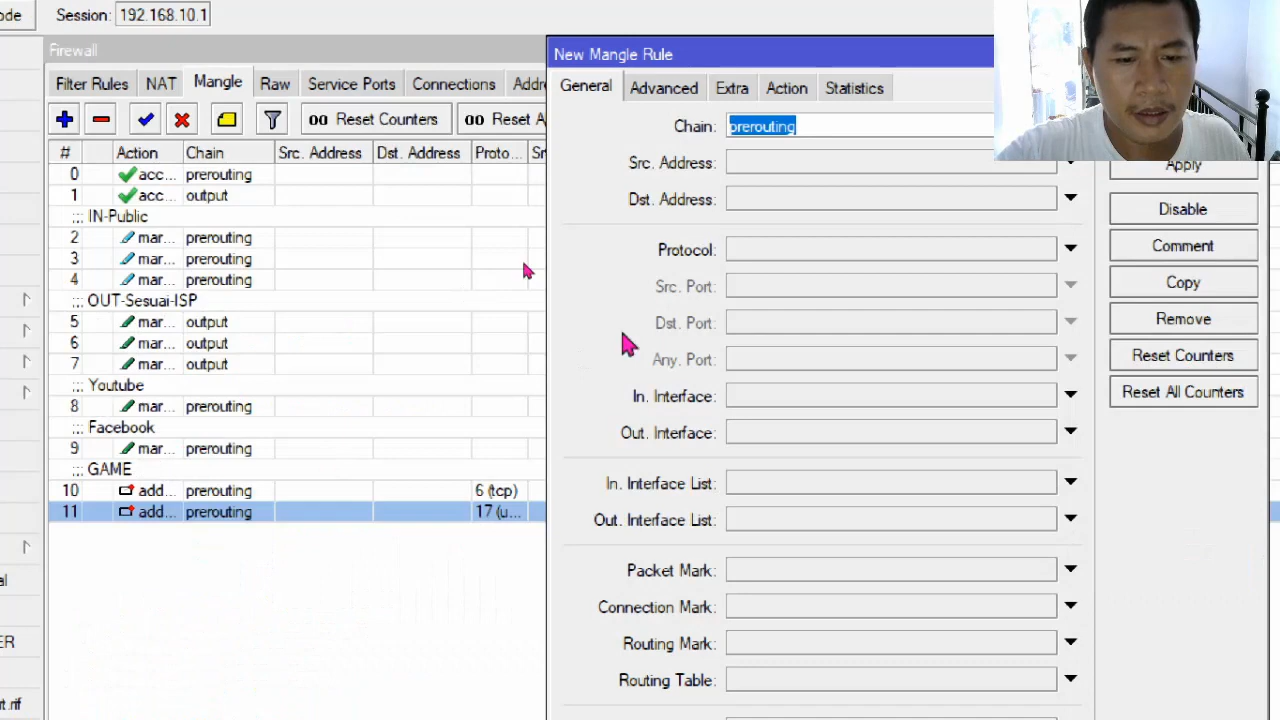 ode Session: 192.168.10.1
Firewall
Filter Rules NAT Mangle Raw Service Ports Connections Addre
Reset Counters Reset A
# Action Chain Src. Address Dst. Address Proto... Sr
0 acc... prerouting
1 acc... output
;;; IN-Public
2 mar... prerouting
3 mar... prerouting
4 mar... prerouting
;;; OUT-Sesuai-ISP
5 mar... output
6 mar... output
7 mar... output
;;; Youtube
8 mar... prerouting
;;; Facebook
9 mar... prerouting
;;; GAME
10 add... prerouting 6 (tcp)
11 add... prerouting 17 (u...
New Mangle Rule
General Advanced Extra Action Statistics
Chain: prerouting
Src. Address:
Dst. Address:
Protocol:
Src. Port:
Dst. Port:
Any. Port:
In. Interface:
Out. Interface:
In. Interface List:
Out. Interface List:
Packet Mark:
Connection Mark:
Routing Mark:
Routing Table:
Apply
Disable
Comment
Copy
Remove
Reset Counters
Reset All Counters
al
ER
t.rif